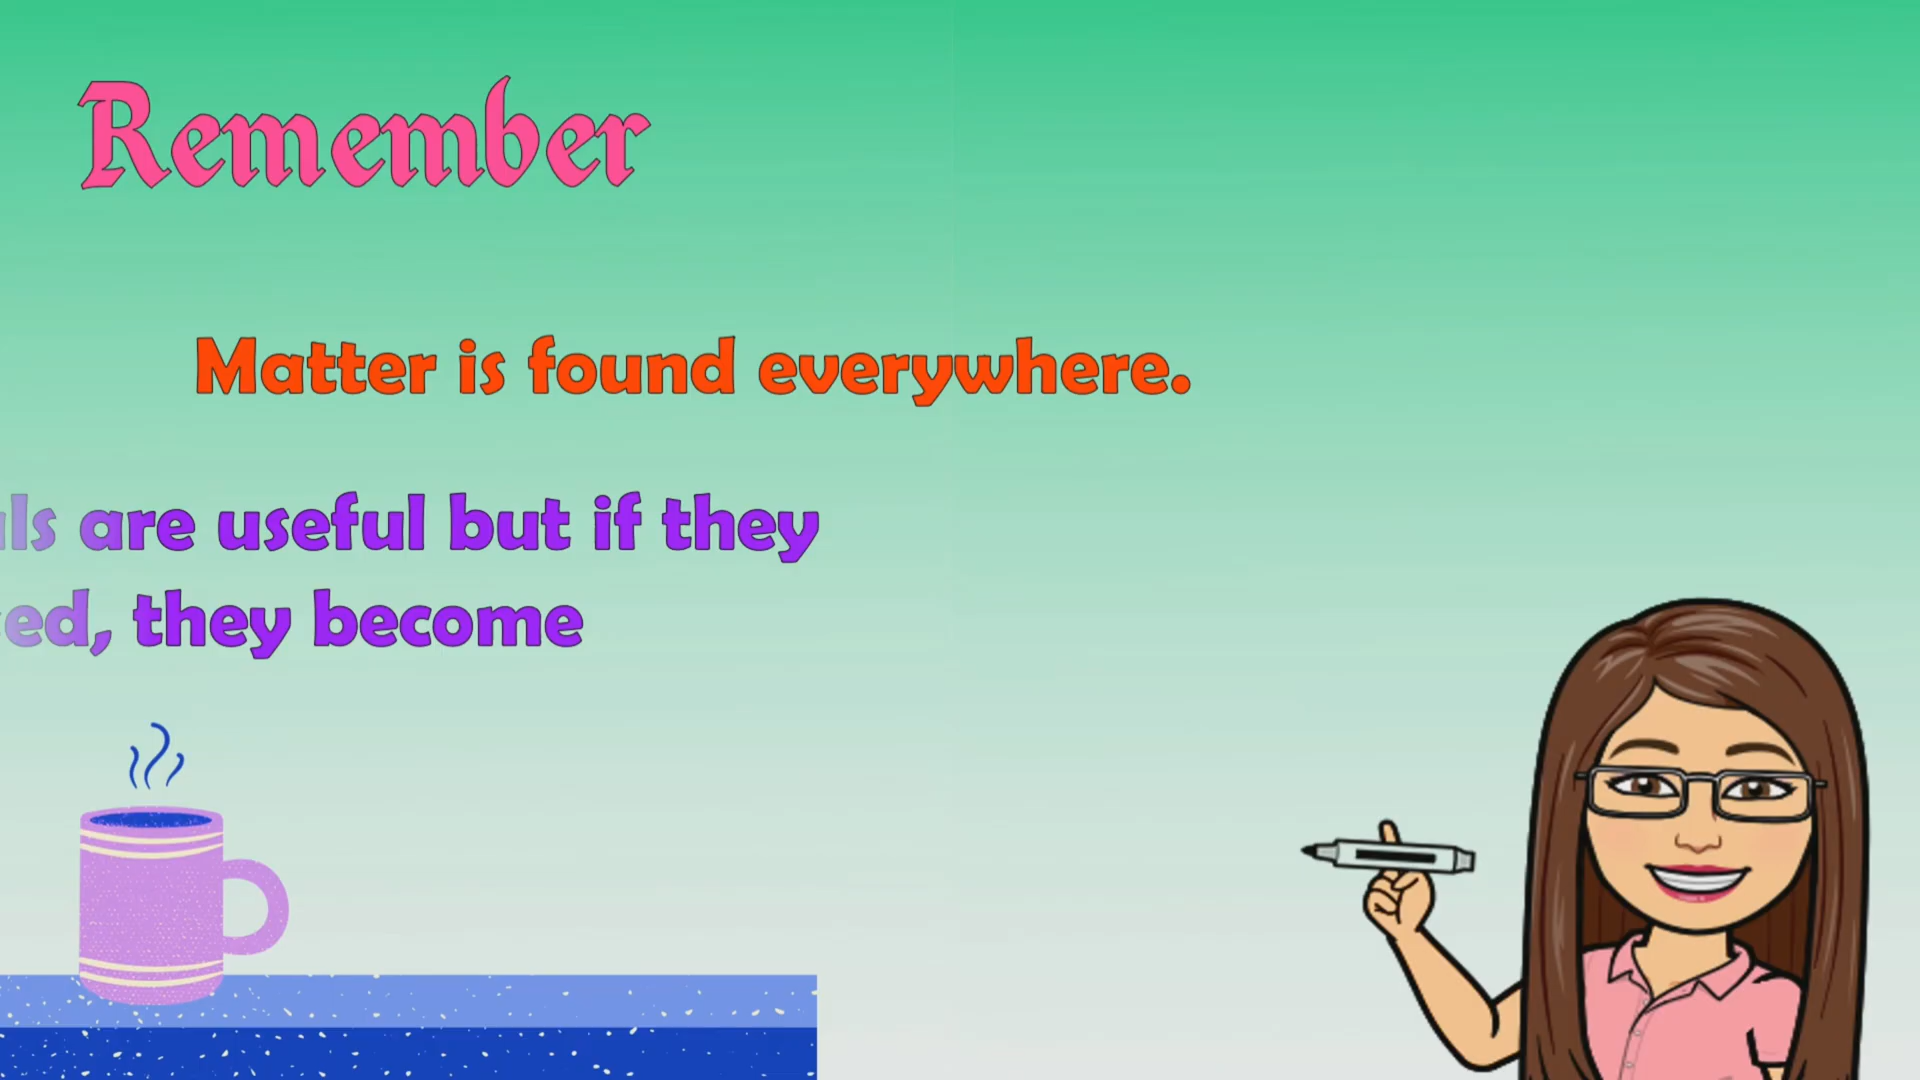 Remember
Matter is found everywhere.
are useful but if they
they become